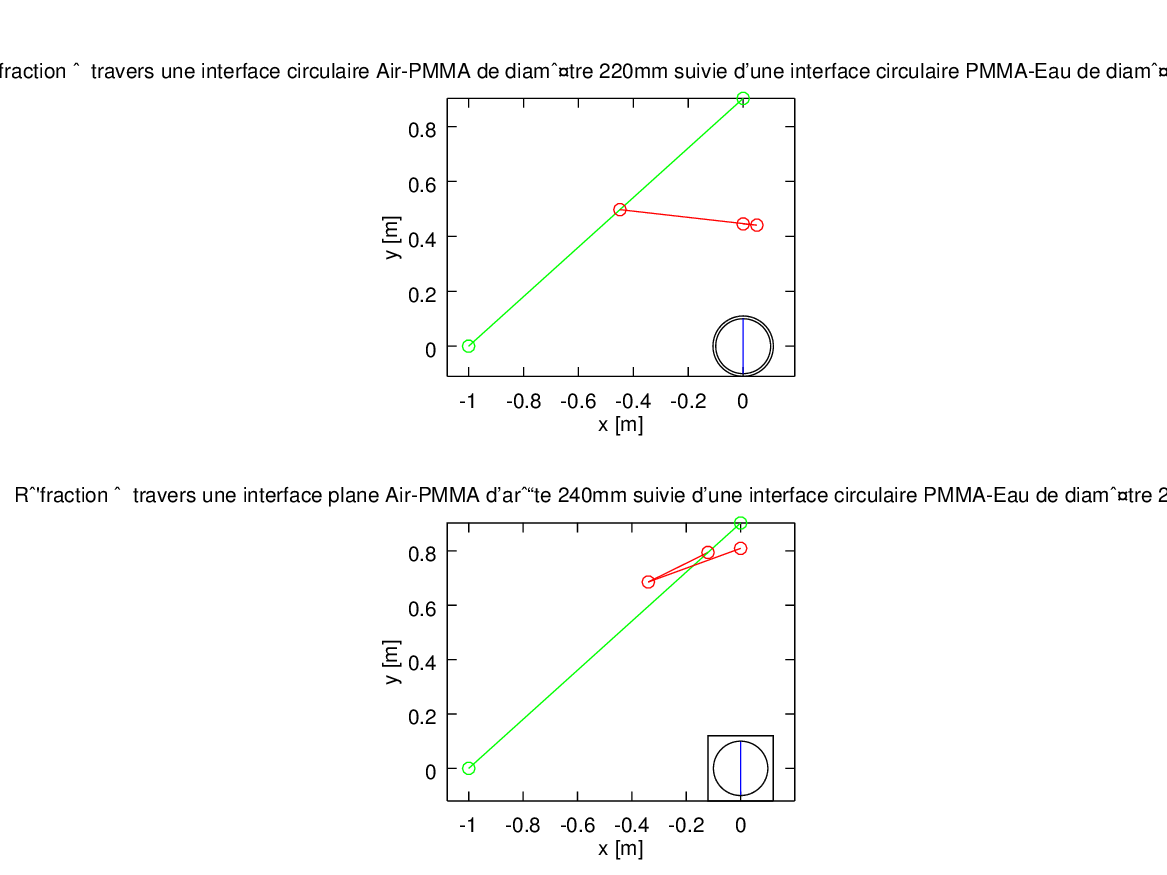 fraction ˆ  travers une interface circulaire Air-PMMA de diamˆ¤tre 220mm suivie d'une interface circulaire PMMA-Eau de diamˆ¤
0.8
0.6
0.4
0.2
0
y [m]
-1 -0.8 -0.6 -0.4 -0.2 0
x [m]
Rˆ'fraction ˆ  travers une interface plane Air-PMMA d'arˆ“te 240mm suivie d'une interface circulaire PMMA-Eau de diamˆ¤tre 2
0.8
0.6
0.4
0.2
0
y [m]
-1 -0.8 -0.6 -0.4 -0.2 0
x [m]